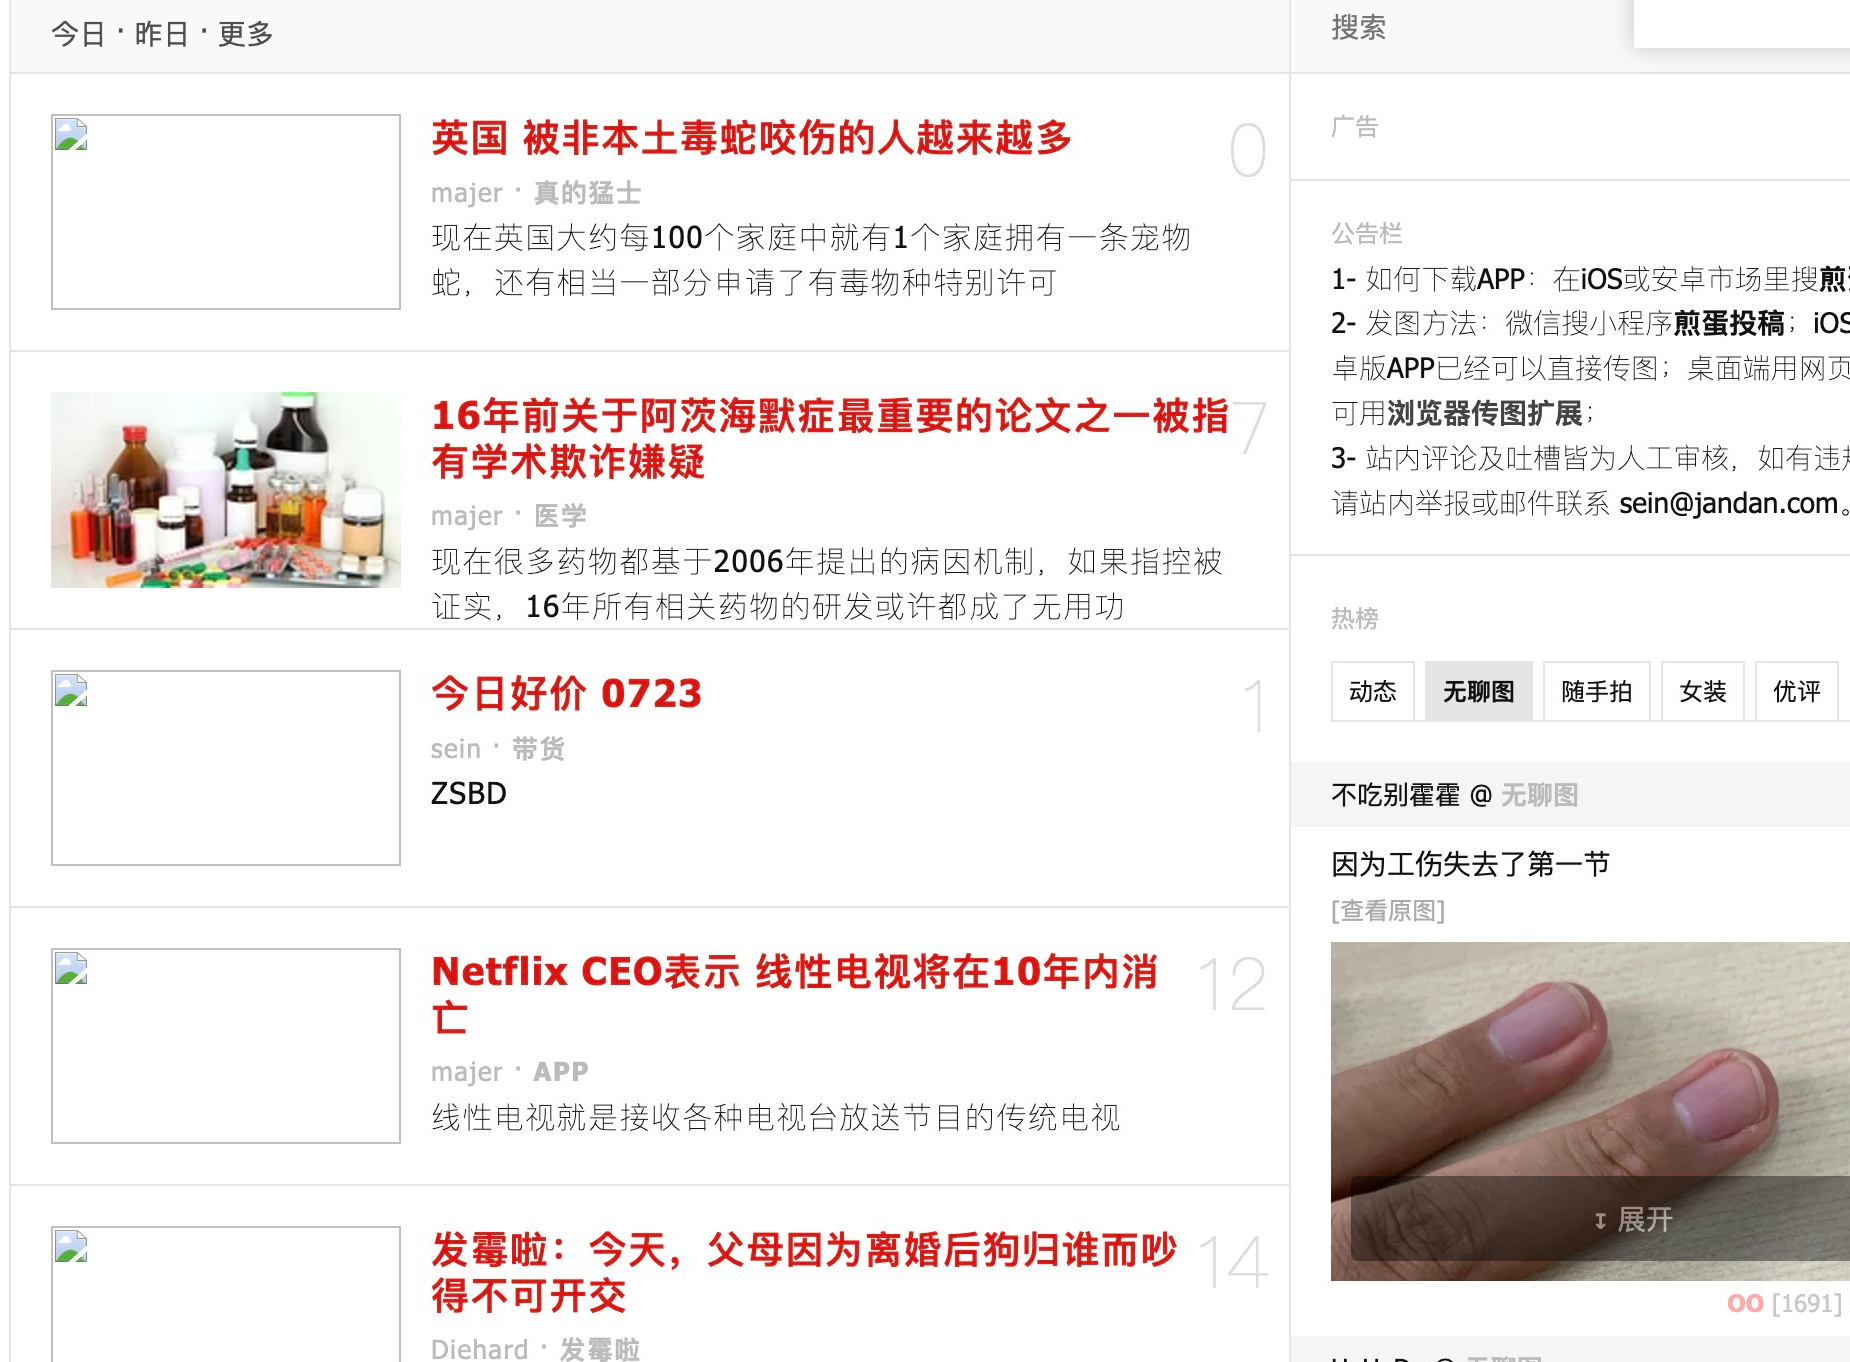 今日 · 昨日 · 更多
英国 被非本土毒蛇咬伤的人越来越多
0
majer · 真的猛士
现在英国大约每100个家庭中就有1个家庭拥有一条宠物
蛇，还有相当一部分申请了有毒物种特别许可
16年前关于阿茨海默症最重要的论文之一被指
有学术欺诈嫌疑
7
majer · 医学
现在很多药物都基于2006年提出的病因机制，如果指控被
证实，16年所有相关药物的研发或许都成了无用功
今日好价 0723
1
sein · 带货
ZSBD
Netflix CEO表示 线性电视将在10年内消
亡
12
majer · APP
线性电视就是接收各种电视台放送节目的传统电视
发霉啦：今天，父母因为离婚后狗归谁而吵
得不可开交
14
Diehard · 发霉啦
搜索
广告
公告栏
1- 如何下载APP：在iOS或安卓市场里搜煎
2- 发图方法：微信搜小程序煎蛋投稿；iOS
卓版APP已经可以直接传图；桌面端用网页
可用浏览器传图扩展；
3- 站内评论及吐槽皆为人工审核，如有违
请站内举报或邮件联系 sein@jandan.com。
热榜
动态 无聊图 随手拍 女装 优评
不吃别霍霍 @ 无聊图
因为工伤失去了第一节
[查看原图]
↧ 展开
OO [1691]